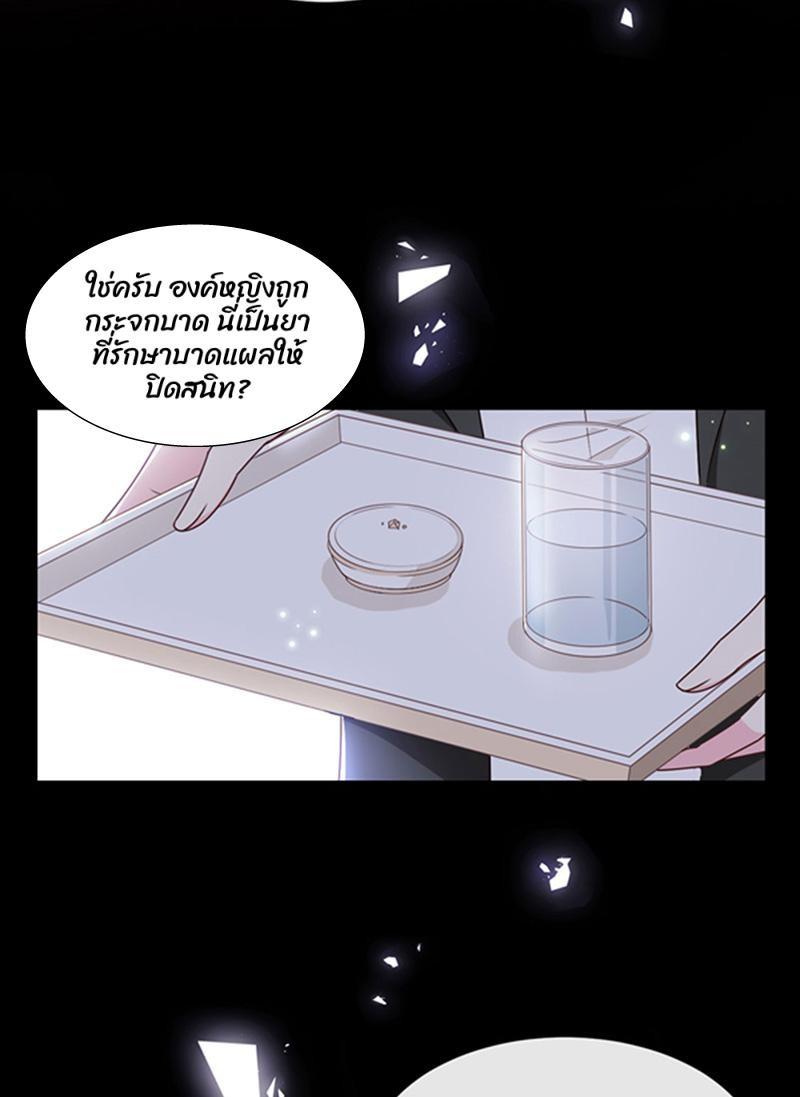 ใช่ครับ องค์หญิงถูก
กระจกบาด นี่เป็นยา
ที่รักษาบาดแผลให้
ปิดสนิท?